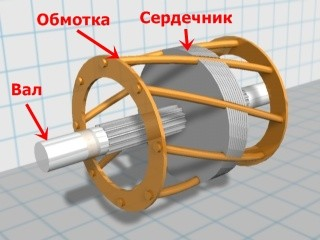 Обмотка
Сердечник
Вал